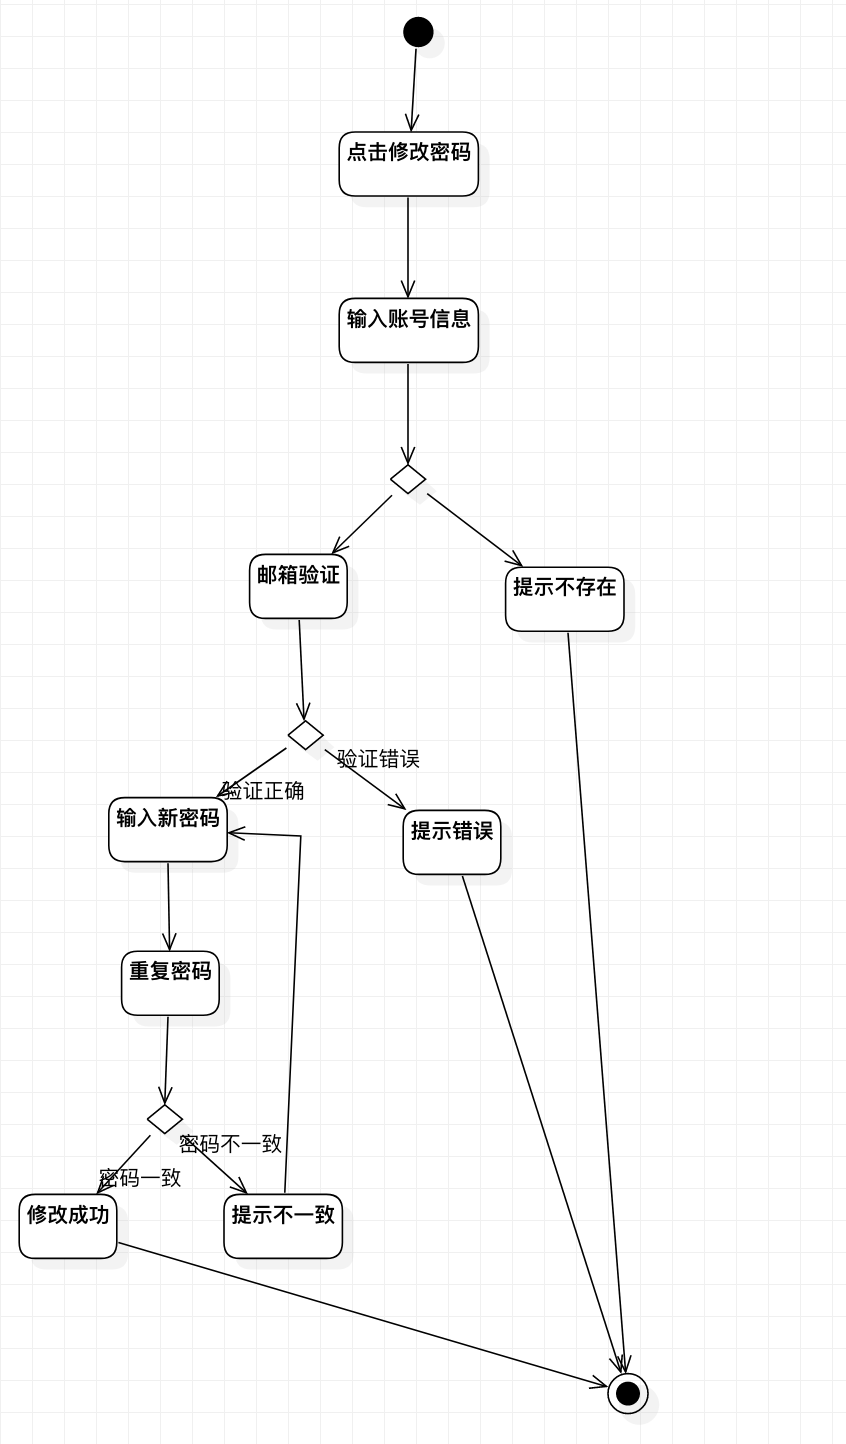 点击修改密码
输入账号信息
邮箱验证
提示不存在
验证错误
验证正确
输入新密码
提示错误
重复密码
密码不一致
密码一致
修改成功
提示不一致